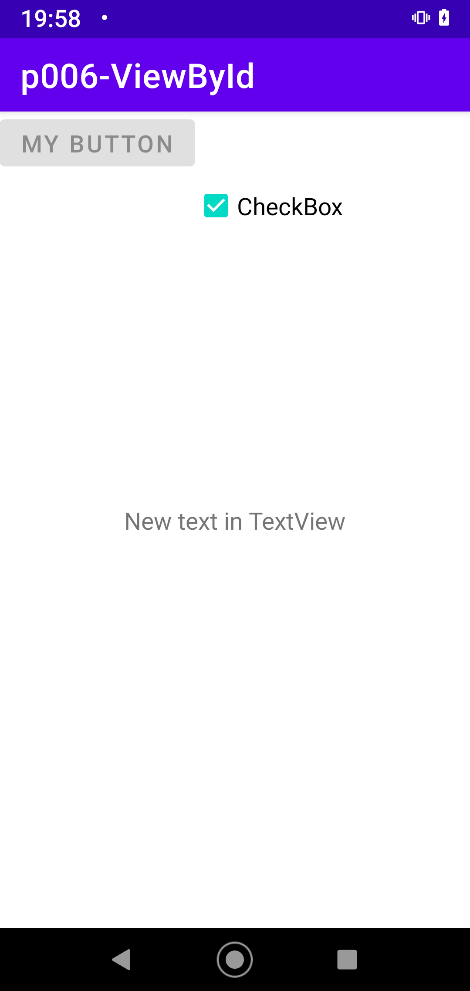 19:58
p006-ViewById
MY BUTTON
CheckBox
New text in TextView